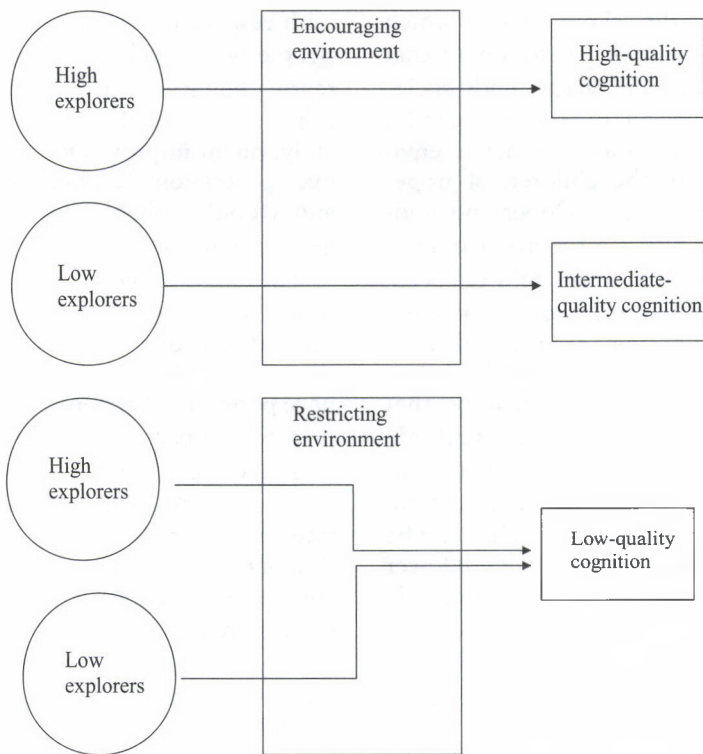 High
explorers
Encouraging
environment
High-quality
cognition
Low
explorers
Intermediate-
quality cognition
High
explorers
Restricting
environment
Low-quality
cognition
Low
explorers